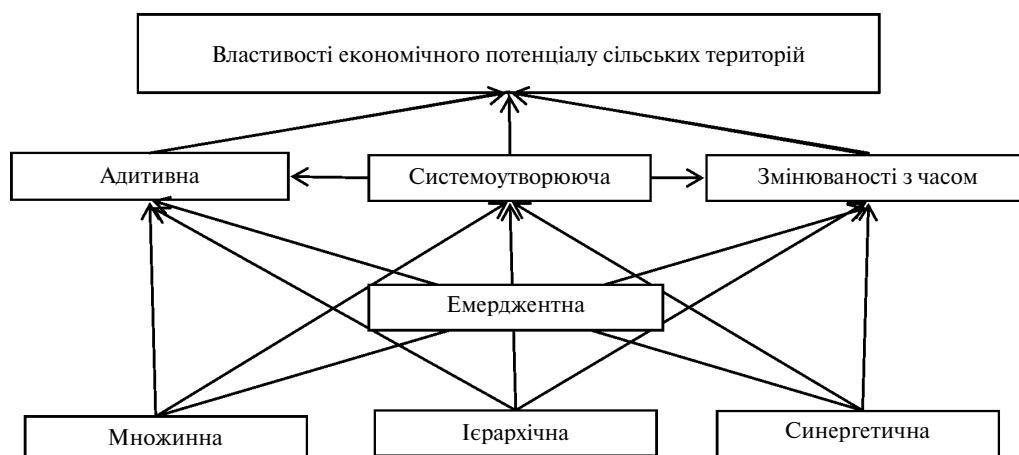 Властивості економічного потенціалу сільських територій
Адитивна
Системоутворююча
Змінюваності з часом
Емерджентна
Множинна
Ієрархічна
Синергетична